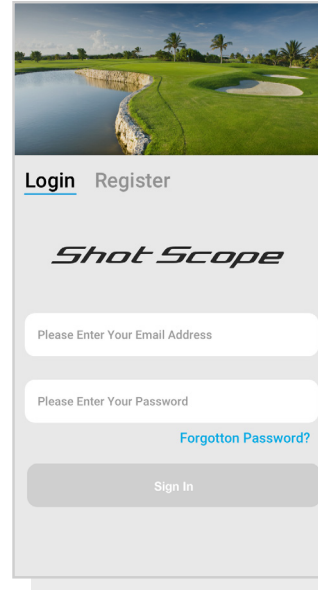 Login Register
Shot Scope
Please Enter Your Email Address
Please Enter Your Password
Forgotton Password?
Sign In